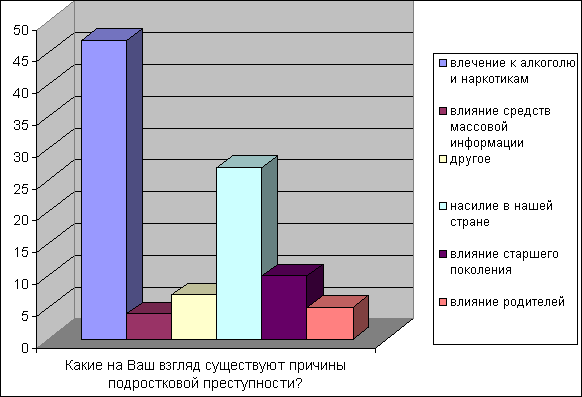 50
45
40
35
30
25
20
15
10
5
0
Какие на Ваш взгляд существуют причины
подростковой преступности?
влечение к алкоголю
и наркотикам
влияние средств
массовой
информации
другое
насилие в нашей
стране
влияние старшего
поколения
влияние родителей